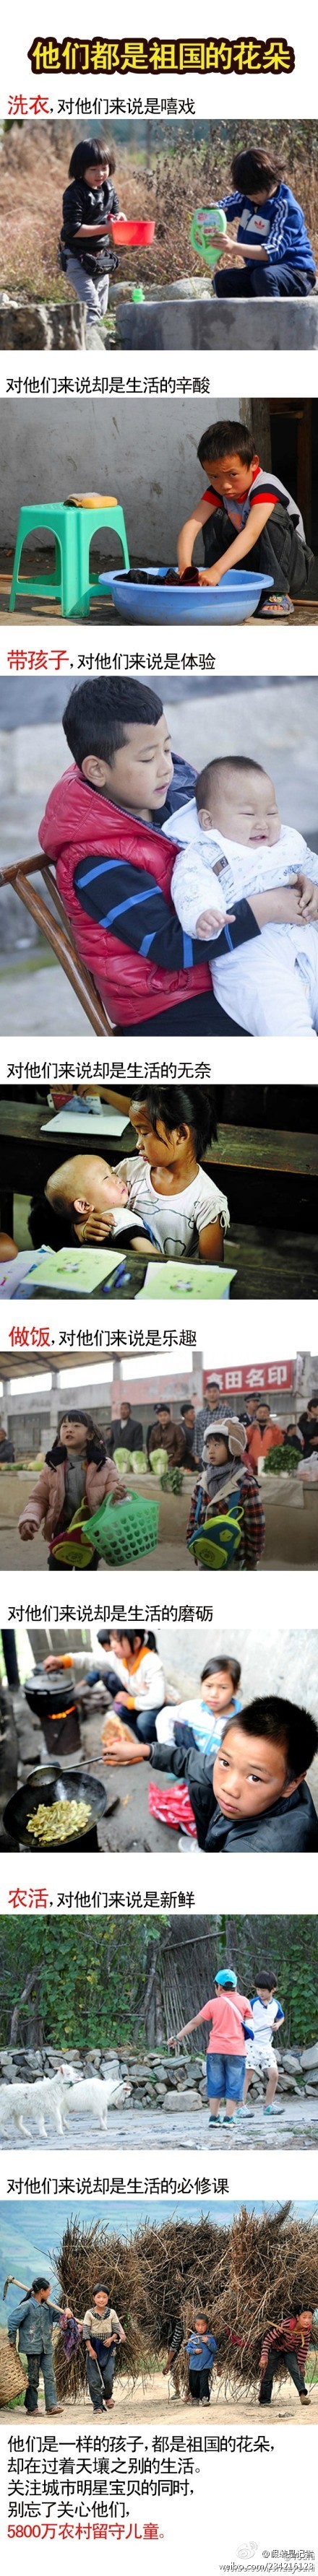 他们都是祖国的花朵
洗衣，对他们来说是嘻戏
对他们来说却是生活的辛酸
带孩子，对他们来说是体验
对他们来说却是生活的无奈
做饭，对他们来说是乐趣
田名印
对他们来说却是生活的磨砺
农活，对他们来说是新鲜
对他们来说却是生活的必修课
他们是一样的孩子，都是祖国的花朵，
却在过着天壤之别的生活。
关注城市明星宝贝的同时，
别忘了关心他们，
5800万农村留守儿童。
weibo.com/234216123